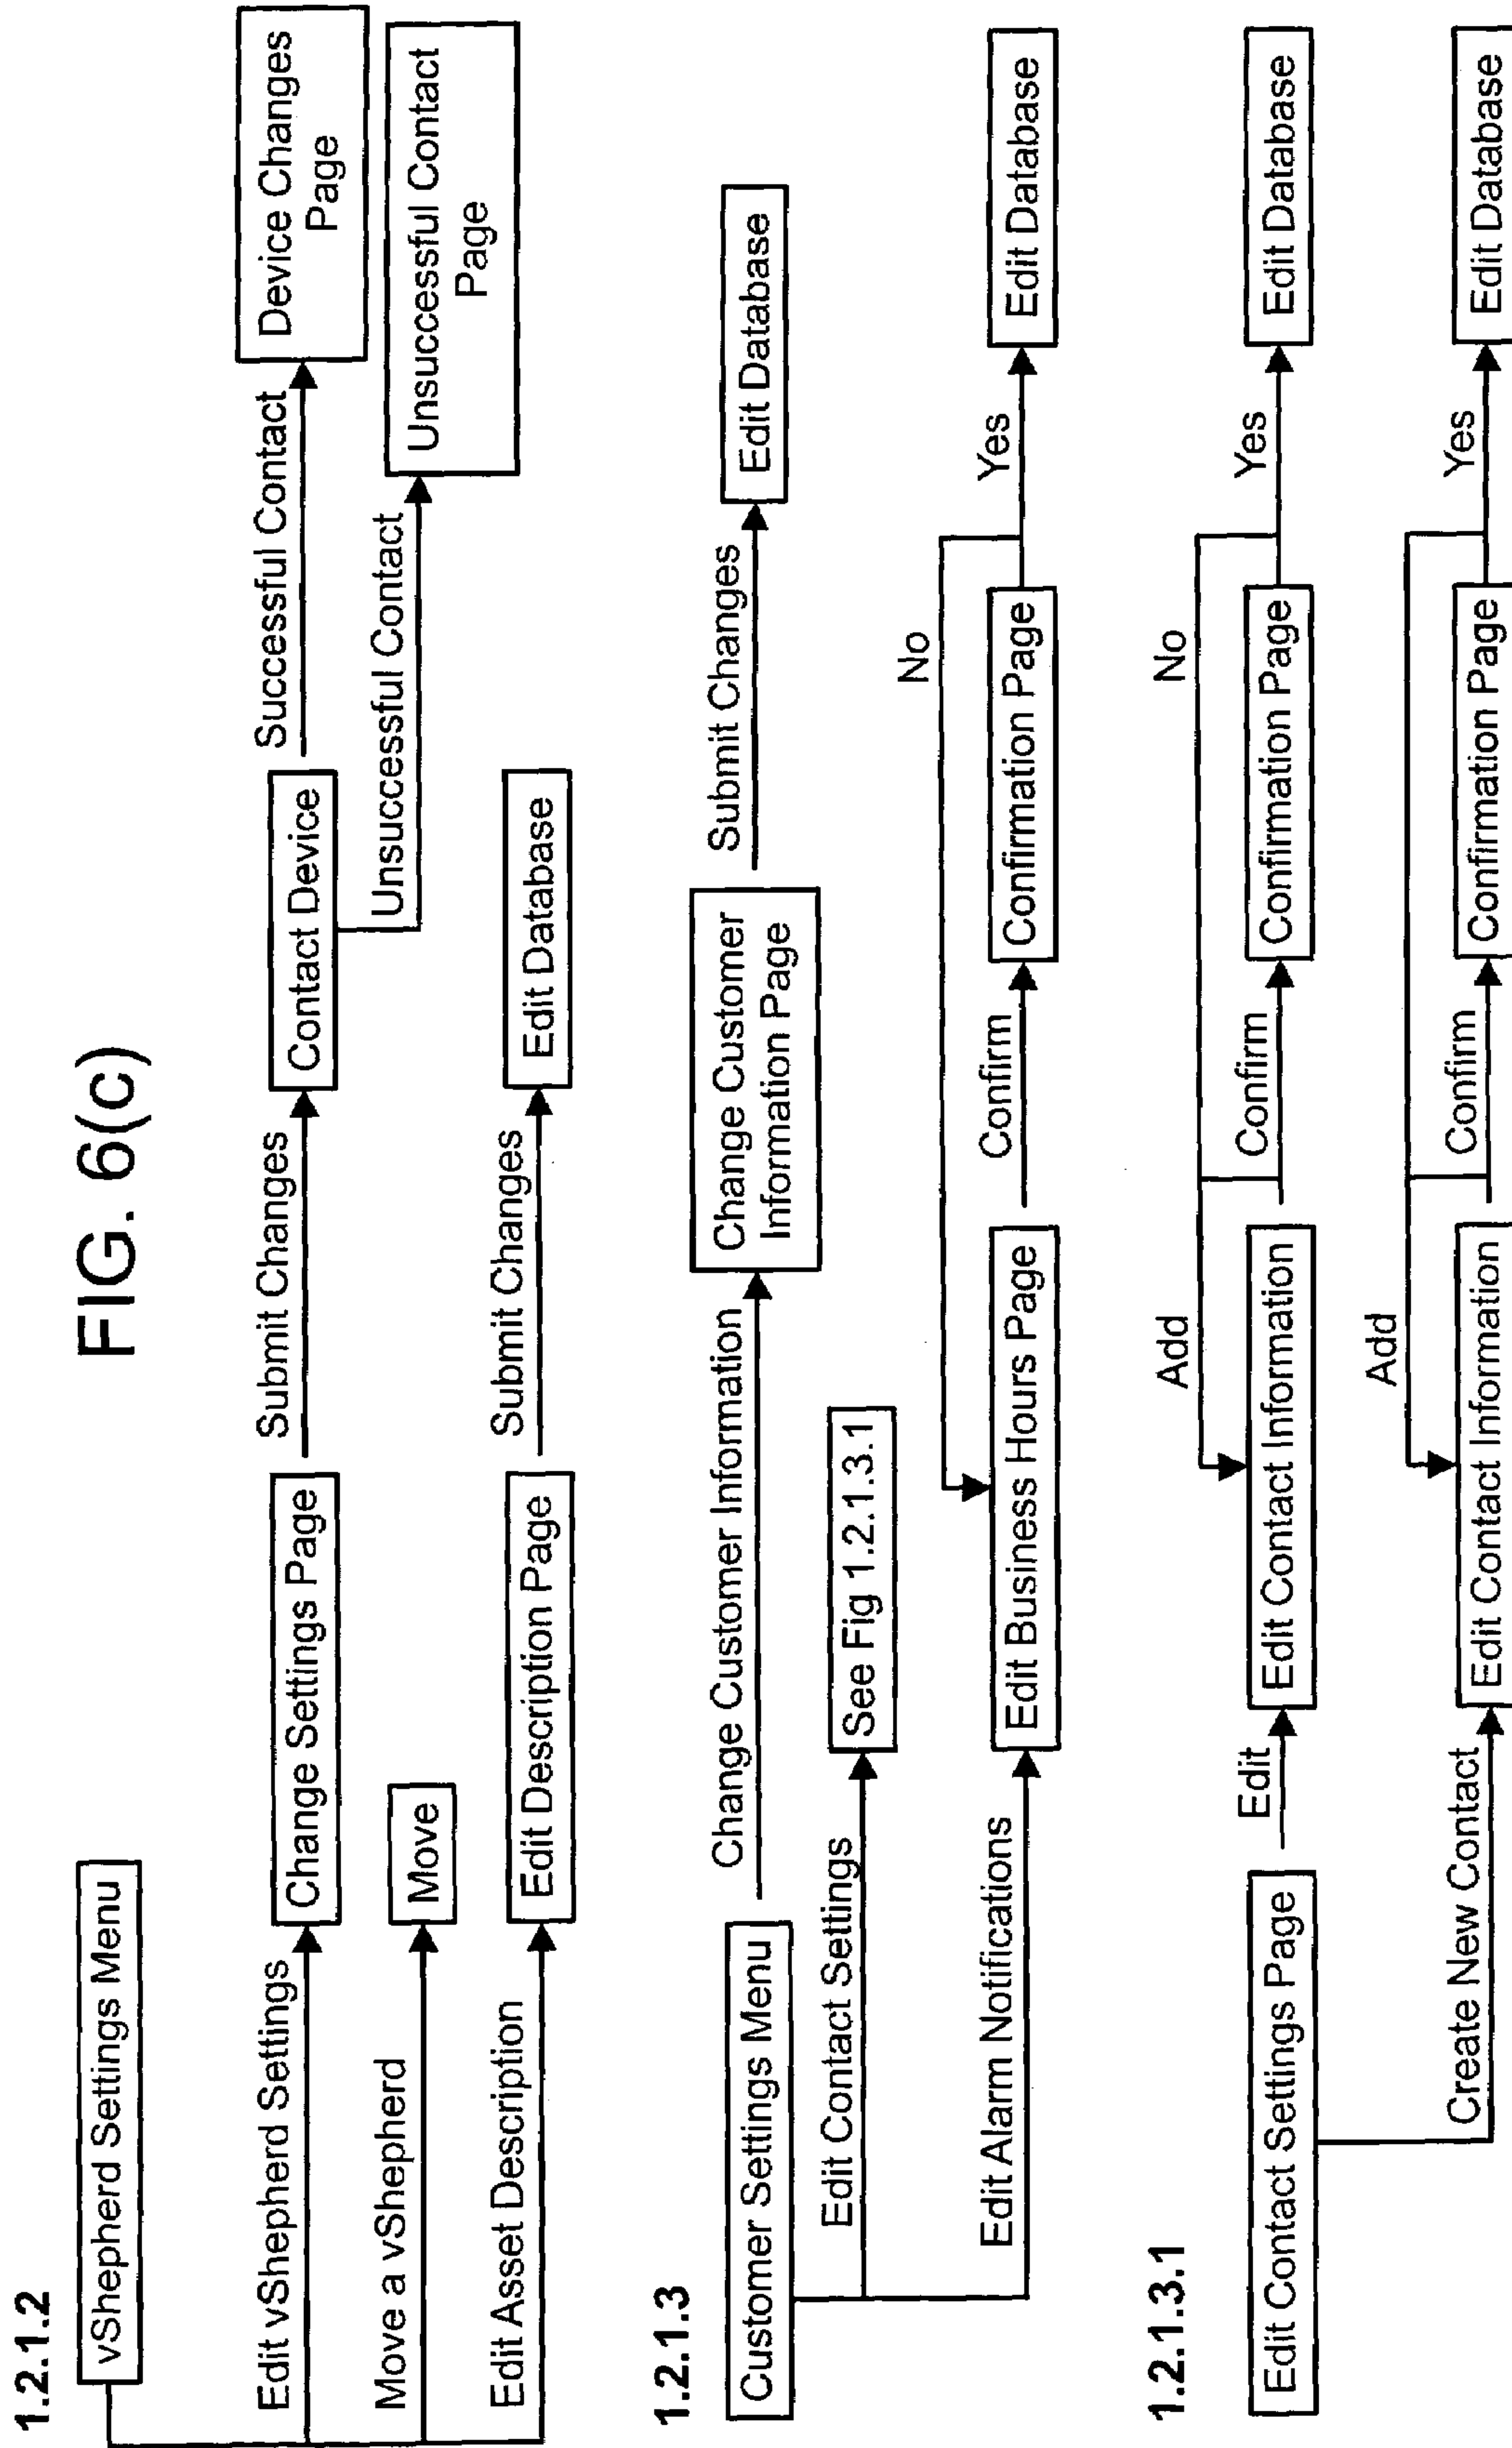 FIG. 6(c)
1.2.1.2
vShepherd Settings Menu
Edit vShepherd Settings
Change Settings Page
Submit Changes
Contact Device
Successful Contact
Device Changes
Page
Unsuccessful Contact
Unsuccessful Contact
Page
Move a vShepherd
Move
Edit Asset Description
Edit Description Page
Submit Changes
Edit Database
1.2.1.3
Customer Settings Menu
Change Customer Information
Change Customer
Information Page
Submit Changes
Edit Database
Edit Contact Settings
See Fig 1.2.1.3.1
Edit Alarm Notifications
Edit Business Hours Page
Confirm
Confirmation Page
No
Yes
Edit Database
1.2.1.3.1
Edit Contact Settings Page
Edit
Edit Contact Information
Add
Confirm
Confirmation Page
No
Yes
Edit Database
Create New Contact
Edit Contact Information
Add
Confirm
Confirmation Page
Yes
Edit Database